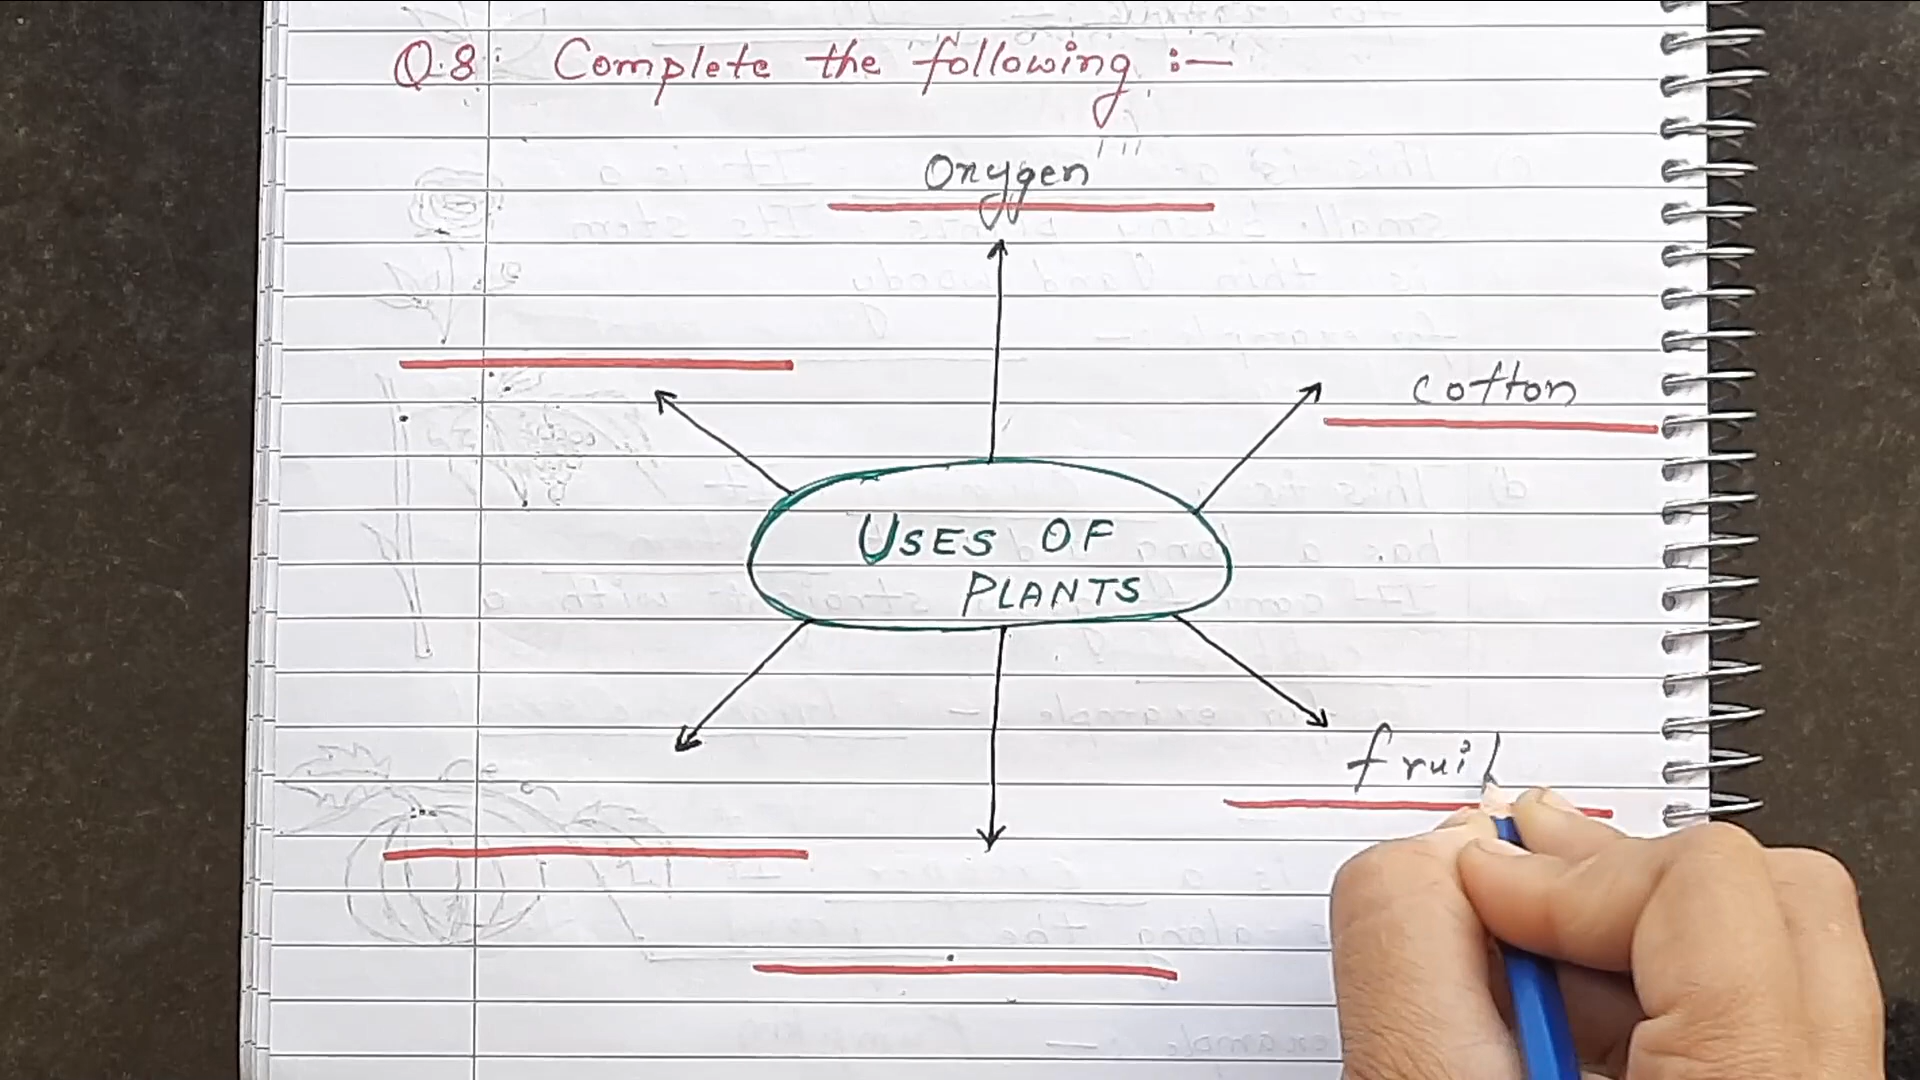 Q.8: Complete the following :—
Oxygen
cotton
USES OF
PLANTS
fruit